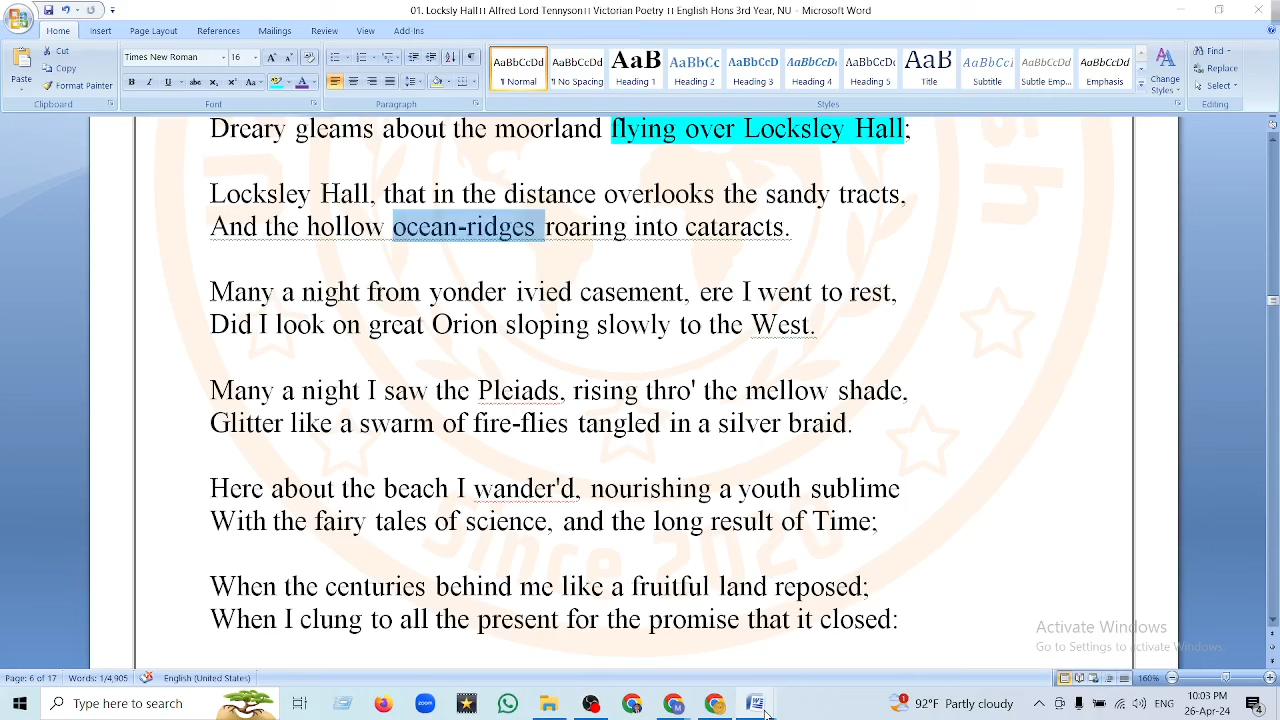 01. Locksly Hall।। Alfred Lord Tennyson।। Victorian Poetry ।। English Hons 3rd Year, NU - Microsoft Word
Home Insert Page Layout References Mailings Review View Add-Ins
Paste Cut Copy Format Painter Clipboard
Times New Roman 16 Font
Paragraph
AaBbCcDd ¶ Normal AaBbCcDd ¶ No Spacing AaB Heading 1 AaBbCc Heading 2 AaBbCcD Heading 3 AaBbCcDd Heading 4 AaBbCcDc Heading 5 AaB Title AaBbCcI Subtitle AaBbCcDd Subtle Emp... AaBbCcDd Emphasis Change Styles Styles
Find Replace Select Editing
Dreary gleams about the moorland flying over Locksley Hall;
Locksley Hall, that in the distance overlooks the sandy tracts,
And the hollow ocean-ridges roaring into cataracts.
Many a night from yonder ivied casement, ere I went to rest,
Did I look on great Orion sloping slowly to the West.
Many a night I saw the Pleiads, rising thro' the mellow shade,
Glitter like a swarm of fire-flies tangled in a silver braid.
Here about the beach I wander'd, nourishing a youth sublime
With the fairy tales of science, and the long result of Time;
When the centuries behind me like a fruitful land reposed;
When I clung to all the present for the promise that it closed:
Since 2020
Activate Windows
Go to Settings to activate Windows.
Page: 6 of 17 Words: 1/4,905 English (United States) 160%
Type here to search zoom 92°F Partly cloudy 10:03 PM 26-Apr-24